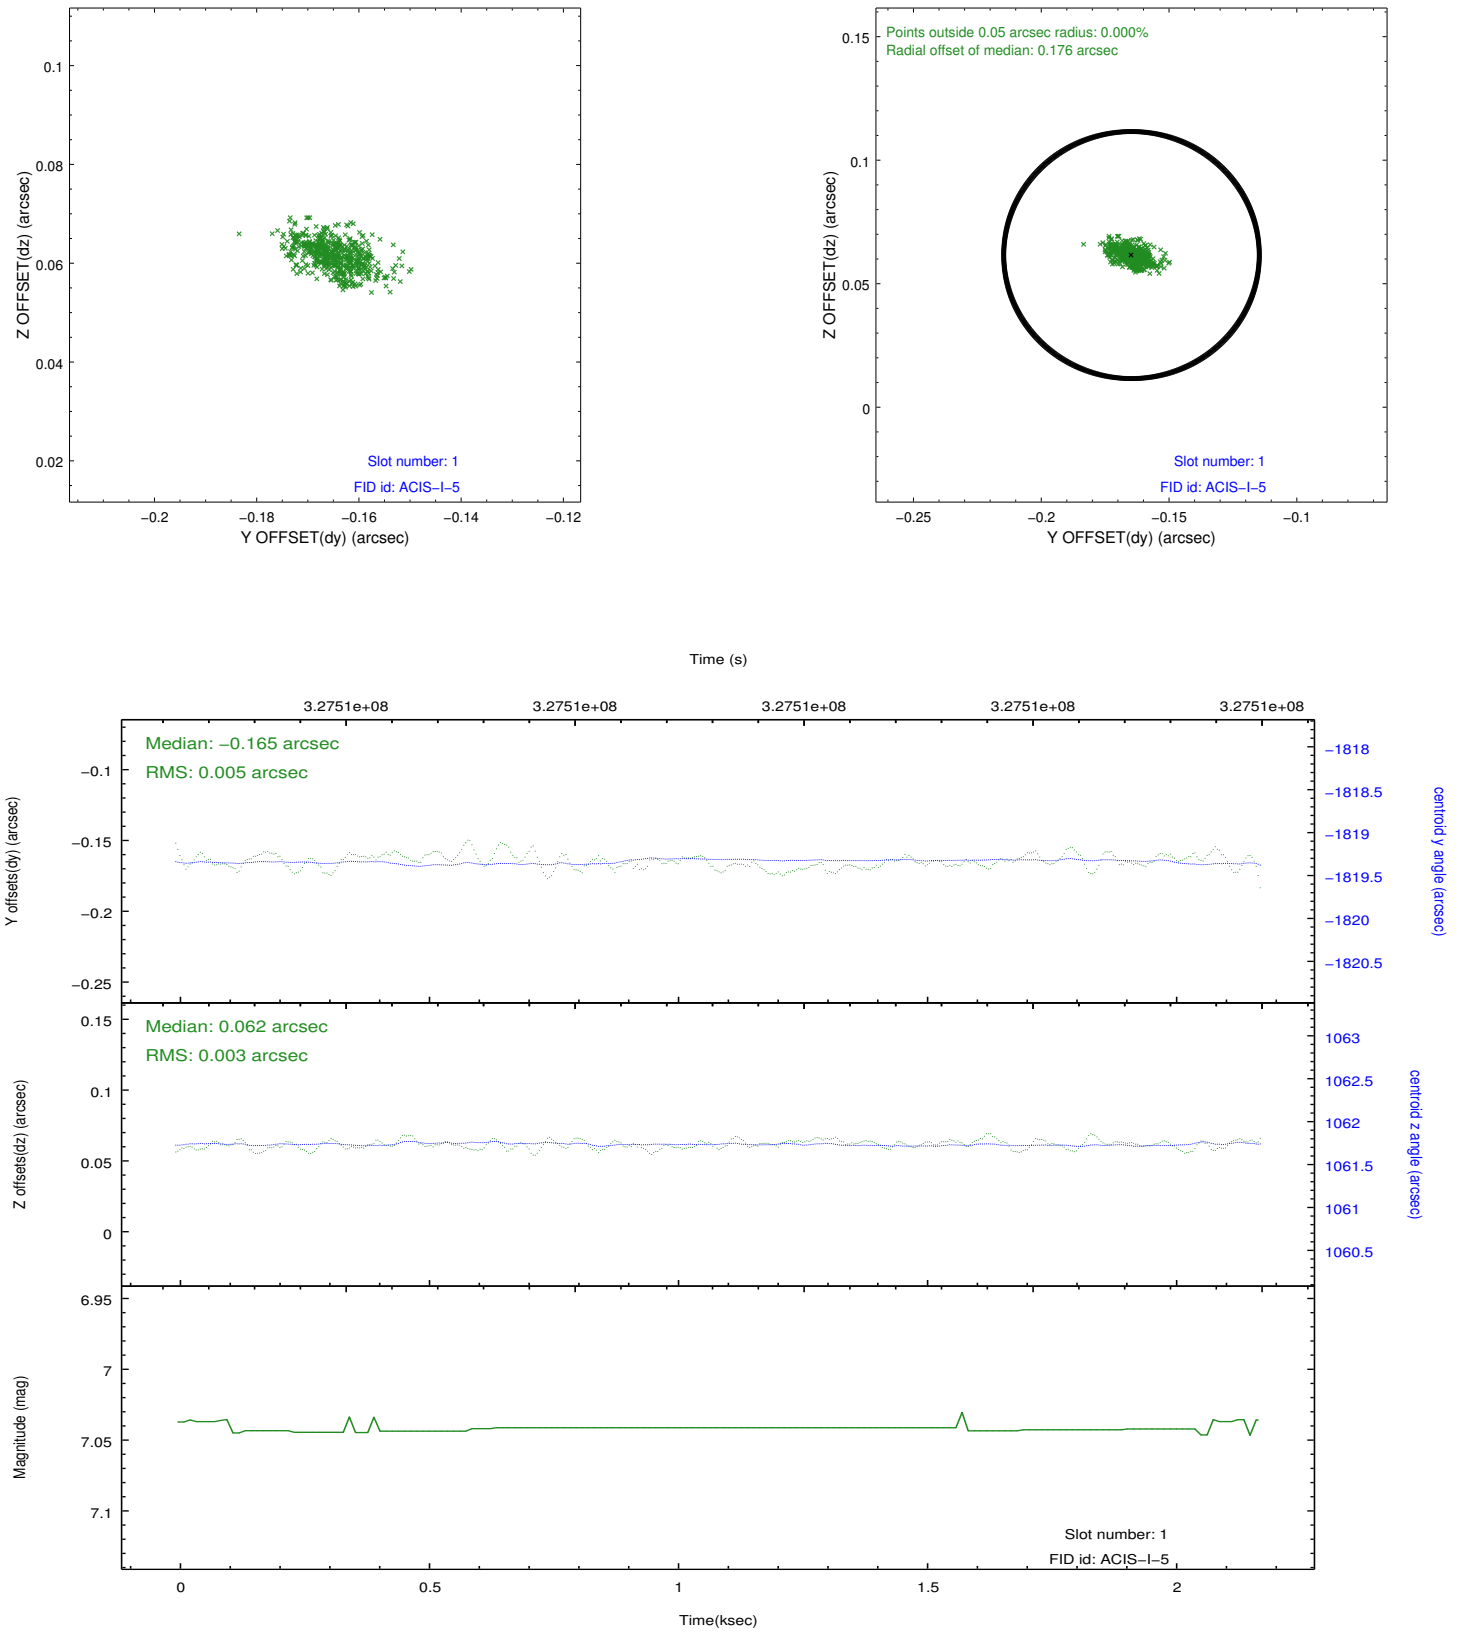 0.1
0.08
0.06
0.04
0.02
Z OFFSET(dz) (arcsec)
Slot number: 1
FID id: ACIS−I−5
−0.2 −0.18 −0.16 −0.14 −0.12
Y OFFSET(dy) (arcsec)
Points outside 0.05 arcsec radius: 0.000%
Radial offset of median: 0.176 arcsec
0.15
0.1
0.05
0
Z OFFSET(dz) (arcsec)
Slot number: 1
FID id: ACIS−I−5
−0.25 −0.2 −0.15 −0.1
Y OFFSET(dy) (arcsec)
Time (s)
3.2751e+08 3.2751e+08 3.2751e+08 3.2751e+08 3.2751e+08
Median: −0.165 arcsec
RMS: 0.005 arcsec
−0.1
−0.15
−0.2
−0.25
Y offsets(dy) (arcsec)
−1818
−1818.5
−1819
−1819.5
−1820
−1820.5
centroid y angle (arcsec)
Median: 0.062 arcsec
RMS: 0.003 arcsec
0.15
0.1
0.05
0
Z offsets(dz) (arcsec)
1063
1062.5
1062
1061.5
1061
1060.5
centroid z angle (arcsec)
6.95
7
7.05
7.1
Magnitude (mag)
Slot number: 1
FID id: ACIS−I−5
0 0.5 1 1.5 2
Time(ksec)